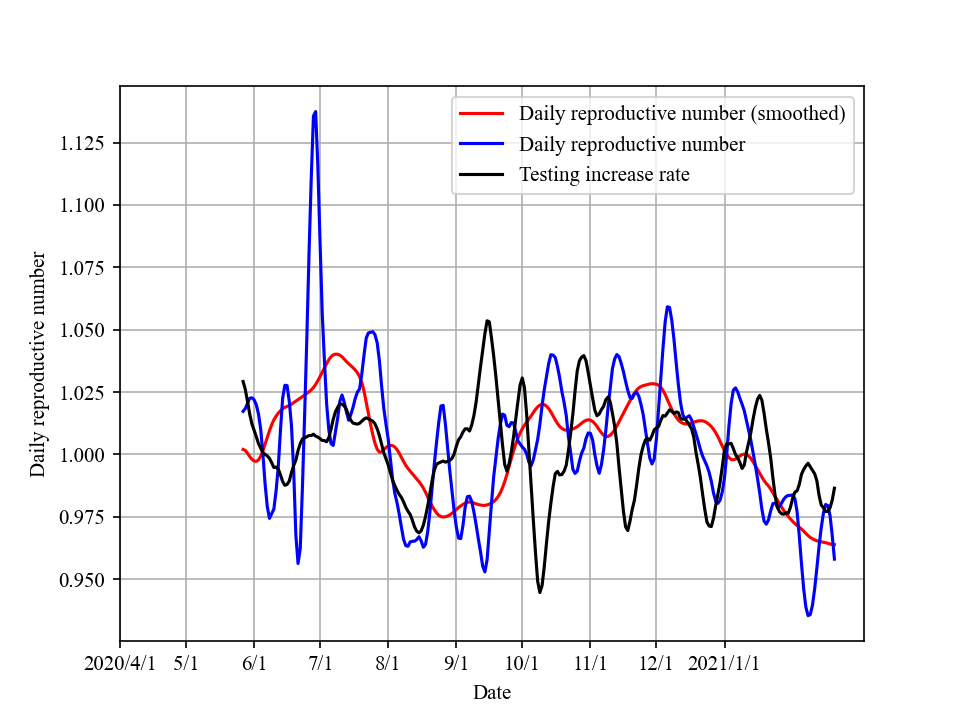 Daily reproductive number (smoothed)
Daily reproductive number
Testing increase rate
1.125
1.100
1.075
1.050
1.025
1.000
0.975
0.950
Daily reproductive number
2020/4/1 5/1 6/1 7/1 8/1 9/1 10/1 11/1 12/1 2021/1/1
Date